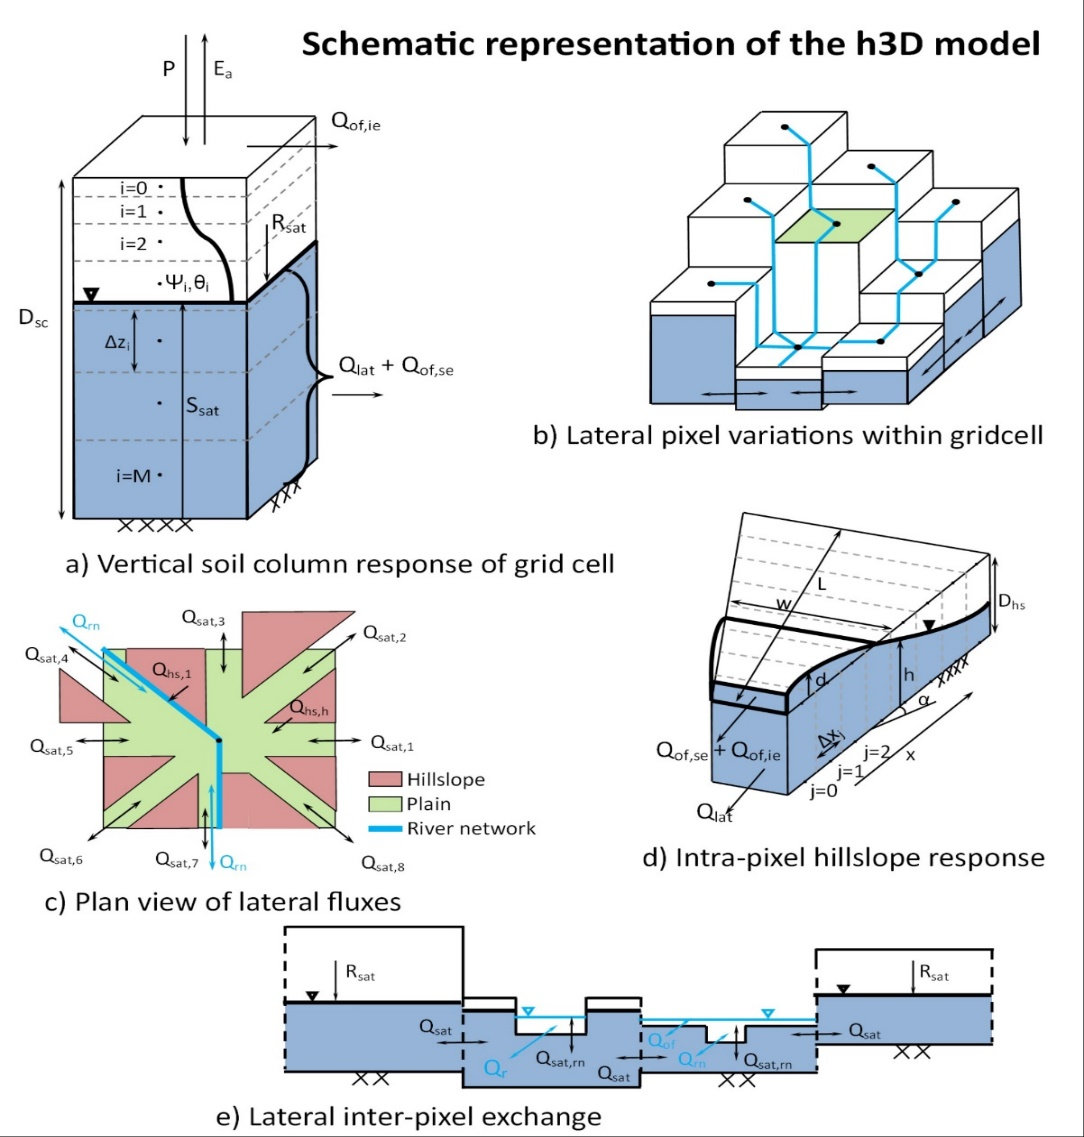 Schematic representation of the h3D model
P
Ea
Qof,ie
i=0
i=1
i=2
Rsat
Ψi,θi
Dsc
Δzi
Qlat + Qof,se
Ssat
i=M
a) Vertical soil column response of grid cell
b) Lateral pixel variations within gridcell
Qrn
Qsat,3
Qsat,2
Qsat,4
Qhs,1
Qhs,h
Qsat,5
Qsat,1
Hillslope
Plain
River network
Qsat,6
Qsat,7
Qrn
Qsat,8
c) Plan view of lateral fluxes
L
w
Dhs
d
h
α
Qof,se + Qof,ie
Δxj
j=2
x
j=1
j=0
Qlat
d) Intra-pixel hillslope response
Rsat
Rsat
Qsat
Qr
Qsat,rn
Qsat
Qof
Qrn
Qsat,rn
Qsat
e) Lateral inter-pixel exchange